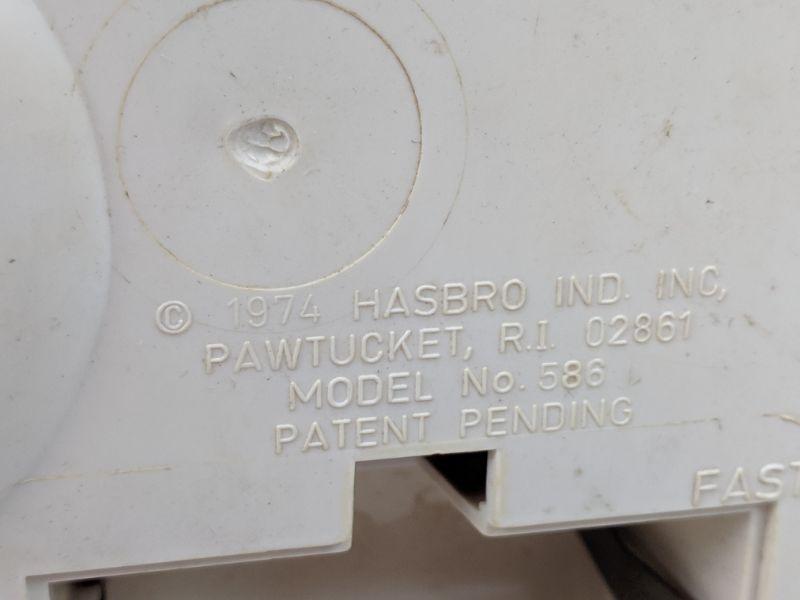 © 1974 HASBRO IND. INC,
PAWTUCKET, R.I. 02861
MODEL No. 586
PATENT PENDING
FAST